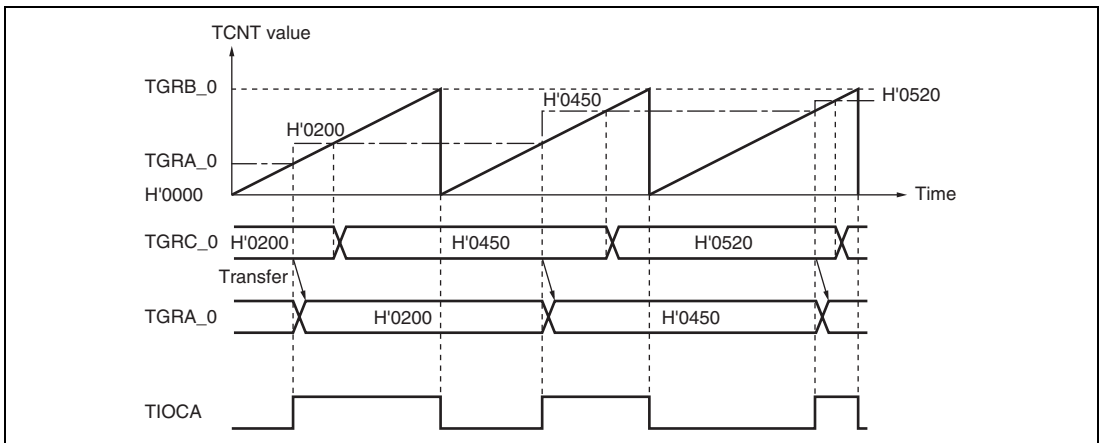 TCNT value
TGRB_0
H'0450
H'0520
H'0200
TGRA_0
H'0000
Time
TGRC_0 H'0200 H'0450 H'0520
Transfer
TGRA_0 H'0200 H'0450
TIOCA